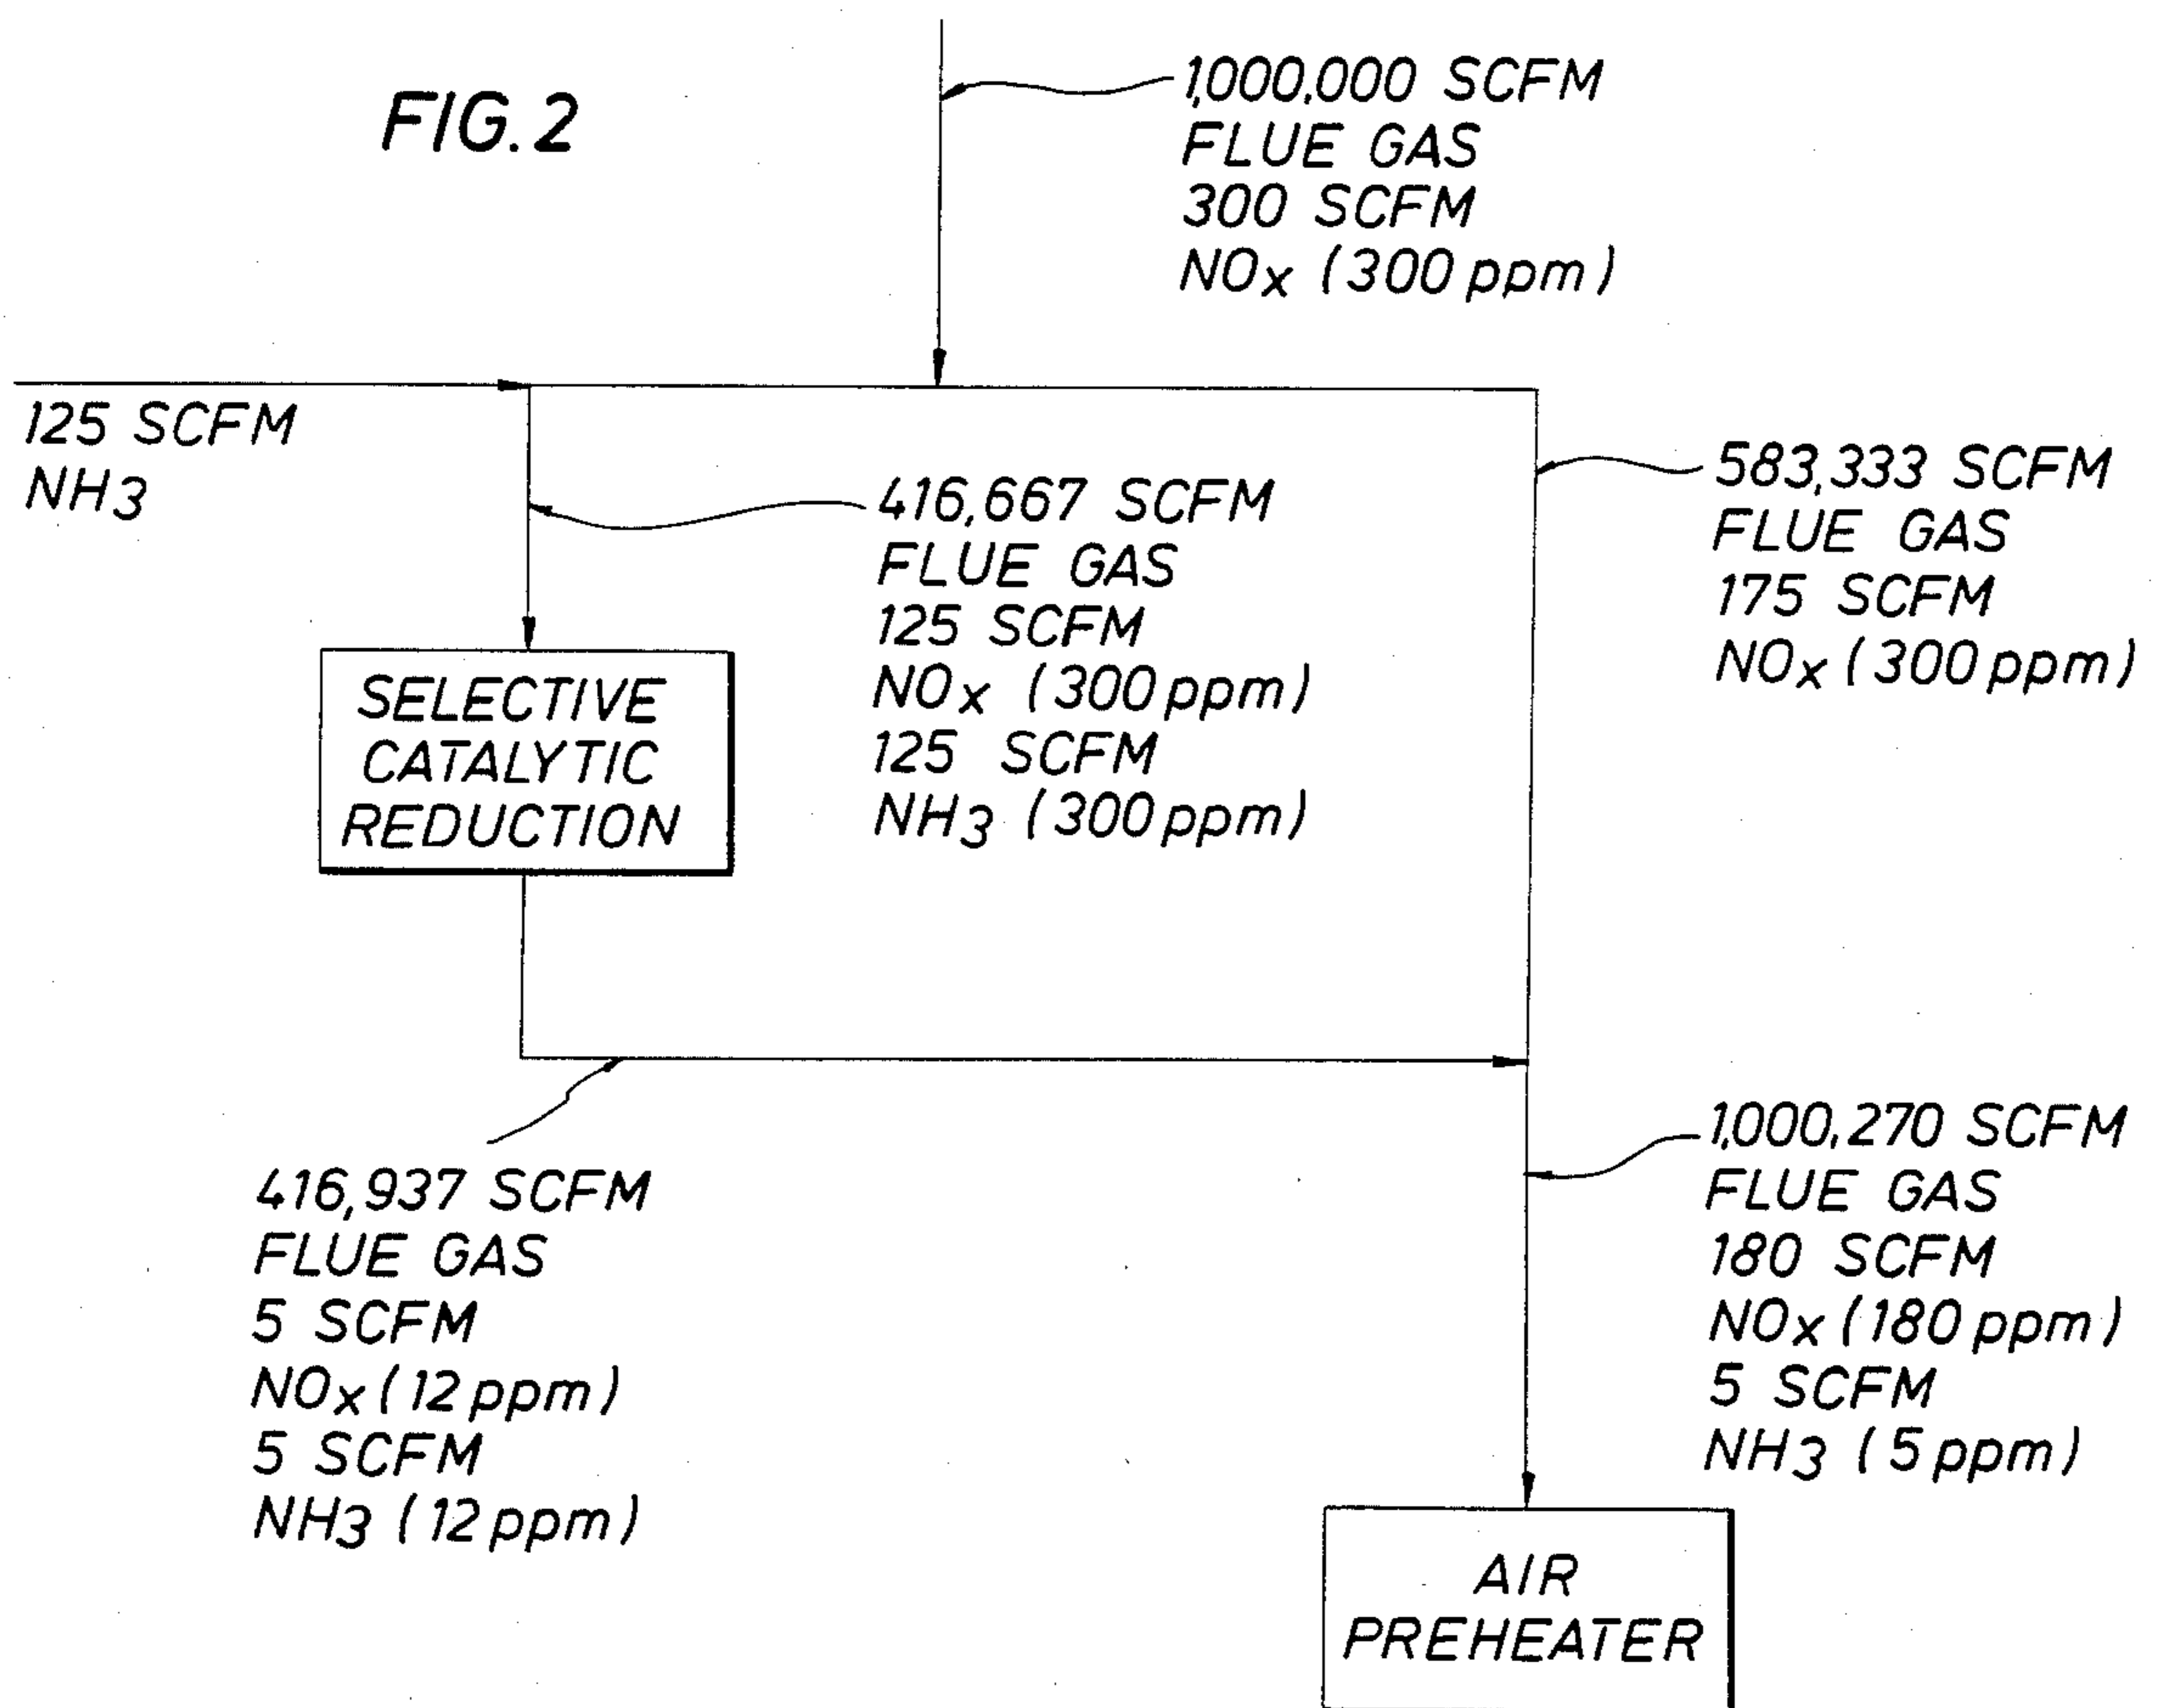 FIG. 2
1,000,000 SCFM
FLUE GAS
300 SCFM
NOx (300 ppm)
125 SCFM
NH3
416,667 SCFM
FLUE GAS
125 SCFM
NOx (300 ppm)
125 SCFM
NH3 (300 ppm)
583,333 SCFM
FLUE GAS
175 SCFM
NOx (300 ppm)
SELECTIVE
CATALYTIC
REDUCTION
416,937 SCFM
FLUE GAS
5 SCFM
NOx (12 ppm)
5 SCFM
NH3 (12 ppm)
1,000,270 SCFM
FLUE GAS
180 SCFM
NOx (180 ppm)
5 SCFM
NH3 (5 ppm)
AIR
PREHEATER